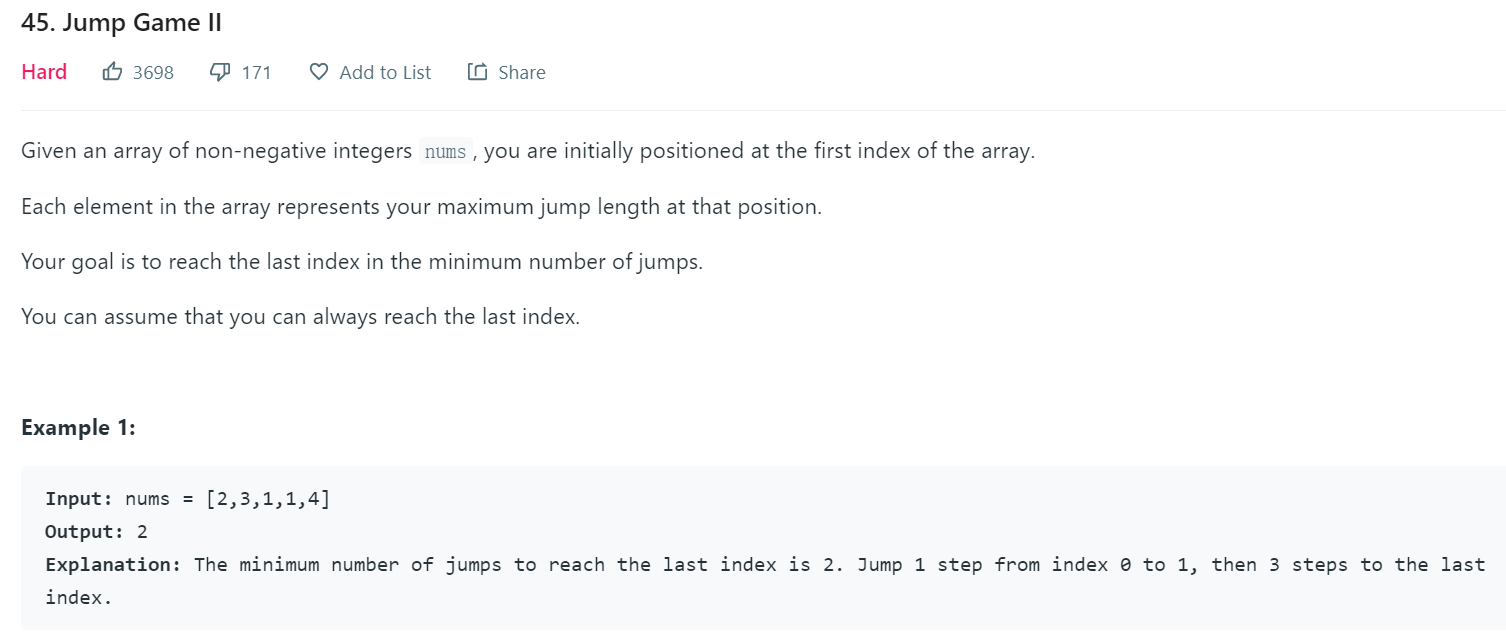 45. Jump Game II
Hard 3698 171 Add to List Share
Given an array of non-negative integers nums , you are initially positioned at the first index of the array.
Each element in the array represents your maximum jump length at that position.
Your goal is to reach the last index in the minimum number of jumps.
You can assume that you can always reach the last index.
Example 1:
Input: nums = [2,3,1,1,4]
Output: 2
Explanation: The minimum number of jumps to reach the last index is 2. Jump 1 step from index 0 to 1, then 3 steps to the last
index.